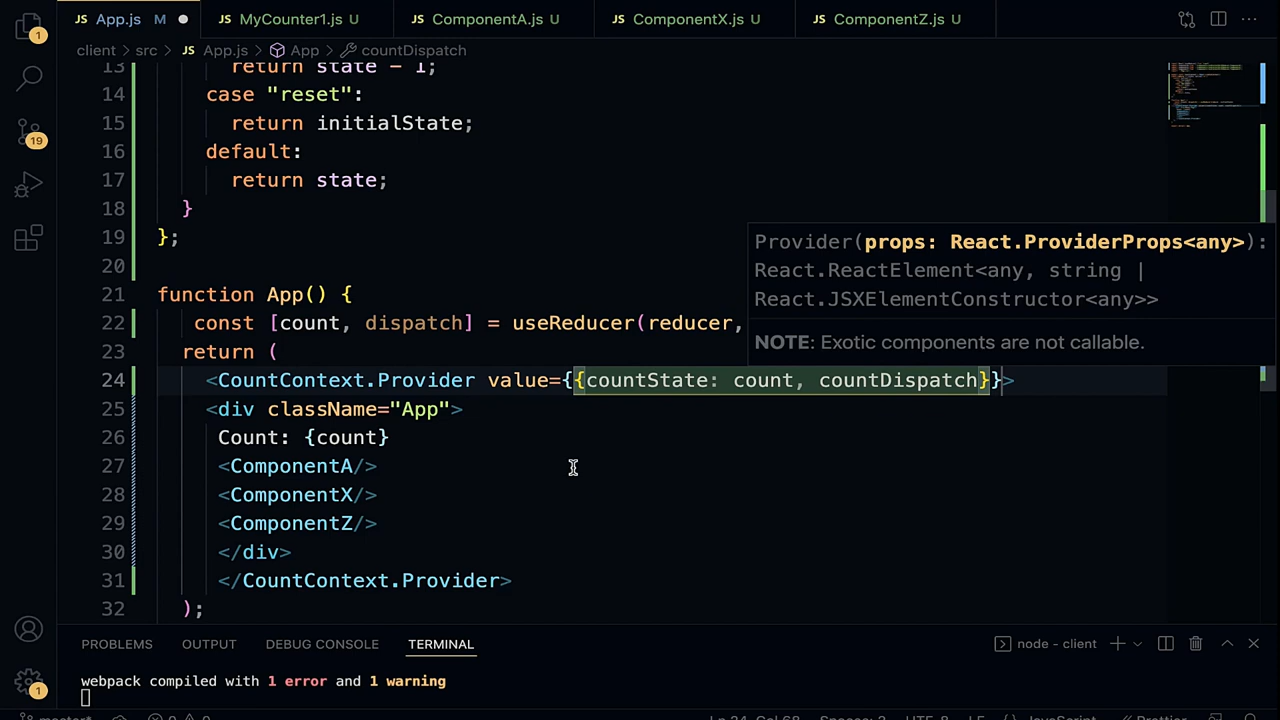 App.js M
MyCounter1.js U
ComponentA.js U
ComponentX.js U
ComponentZ.js U
client > src > App.js > App > countDispatch
13 return state - 1;
14 case "reset":
15 return initialState;
16 default:
17 return state;
18 }
19 };
20
21 function App() {
22 const [count, dispatch] = useReducer(reducer,
23 return (
24 <CountContext.Provider value={{countState: count, countDispatch}}>
25 <div className="App">
26 Count: {count}
27 <ComponentA/>
28 <ComponentX/>
29 <ComponentZ/>
30 </div>
31 </CountContext.Provider>
32 );
Provider(props: React.ProviderProps<any>):
React.ReactElement<any, string |
React.JSXElementConstructor<any>>
NOTE: Exotic components are not callable.
1
19
1
PROBLEMS OUTPUT DEBUG CONSOLE TERMINAL
node - client
webpack compiled with 1 error and 1 warning